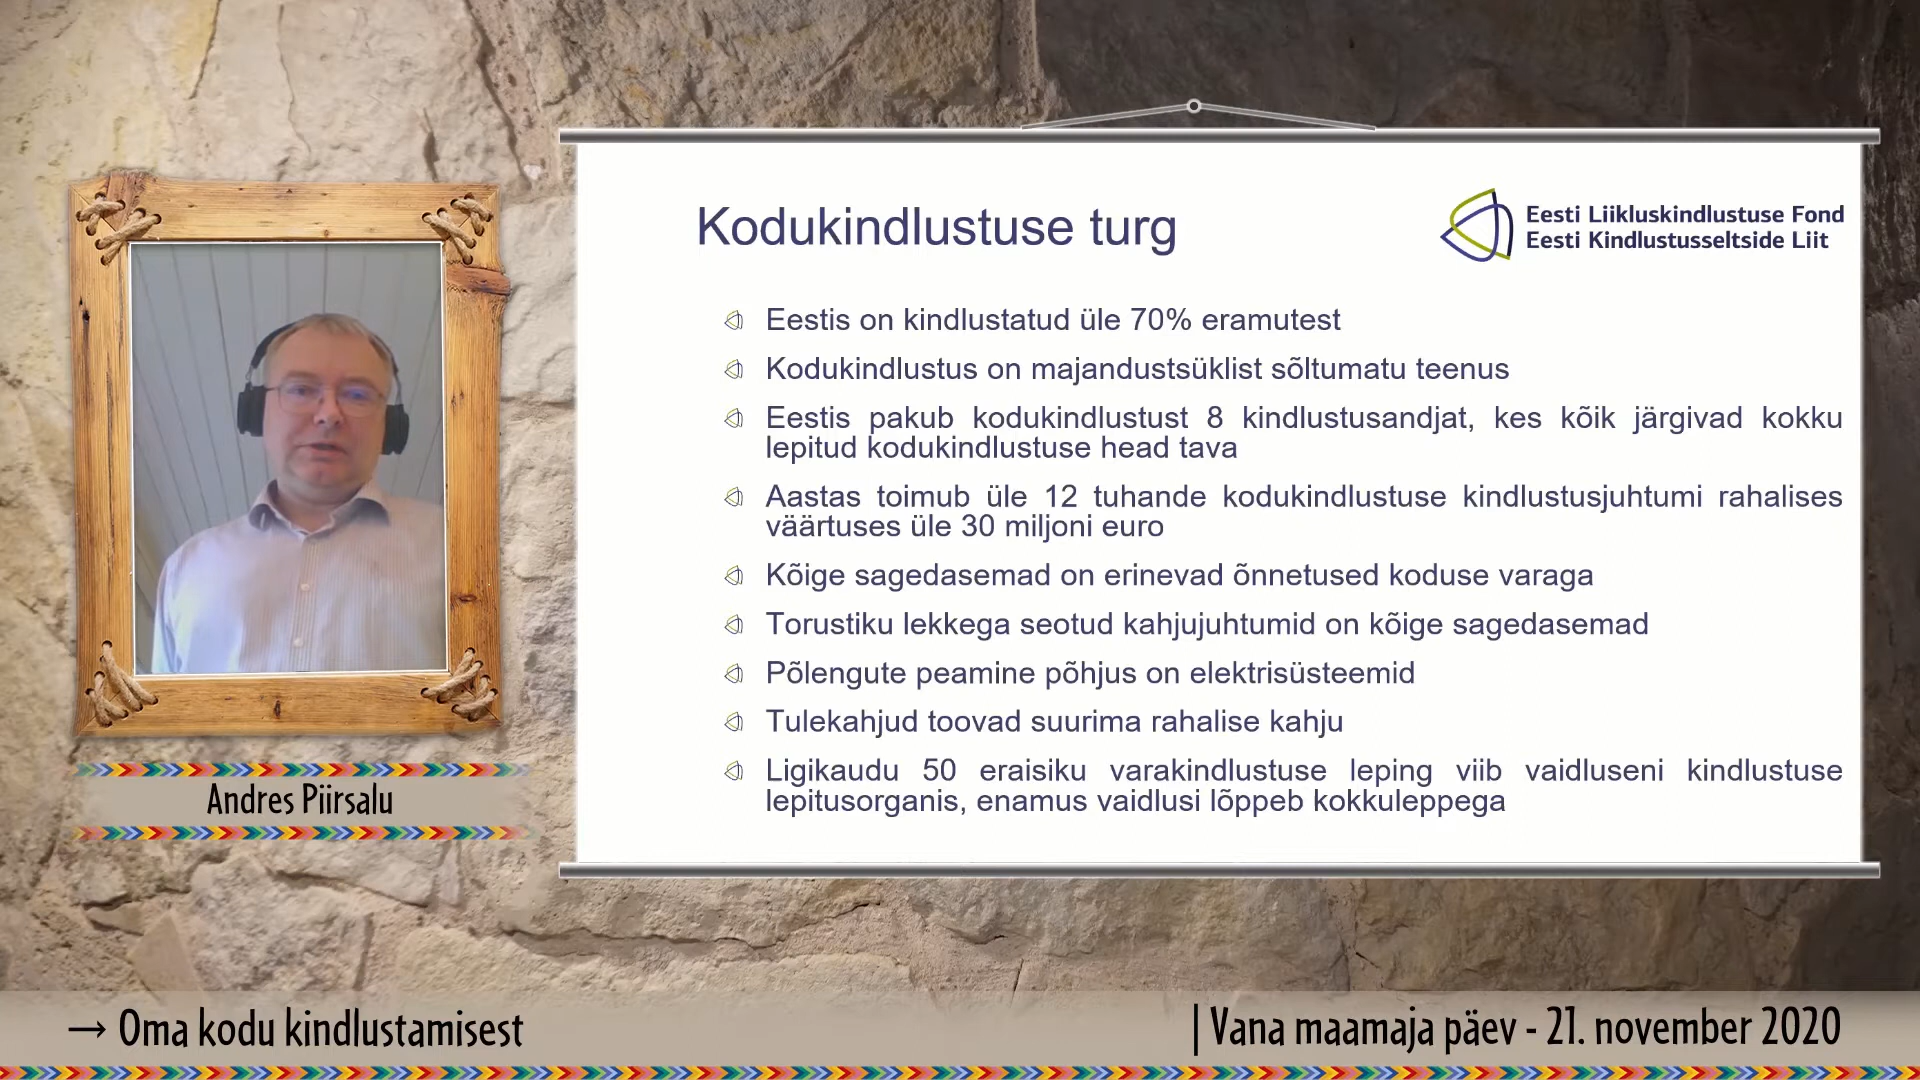 Kodukindlustuse turg
Eesti Liikluskindlustuse Fond
Eesti Kindlustusseltside Liit
Eestis on kindlustatud üle 70% eramutest
Kodukindlustus on majandustsüklist sõltumatu teenus
Eestis pakub kodukindlustust 8 kindlustusandjat, kes kõik järgivad kokku
lepitud kodukindlustuse head tava
Aastas toimub üle 12 tuhande kodukindlustuse kindlustusjuhtumi rahalises
väärtuses üle 30 miljoni euro
Kõige sagedasemad on erinevad õnnetused koduse varaga
Torustiku lekkega seotud kahjujuhtumid on kõige sagedasemad
Põlengute peamine põhjus on elektrisüsteemid
Tulekahjud toovad suurima rahalise kahju
Ligikaudu 50 eraisiku varakindlustuse leping viib vaidluseni kindlustuse
lepitusorganis, enamus vaidlusi lõppeb kokkuleppega
Andres Piirsalu
→ Oma kodu kindlustamisest
| Vana maamaja päev - 21. november 2020